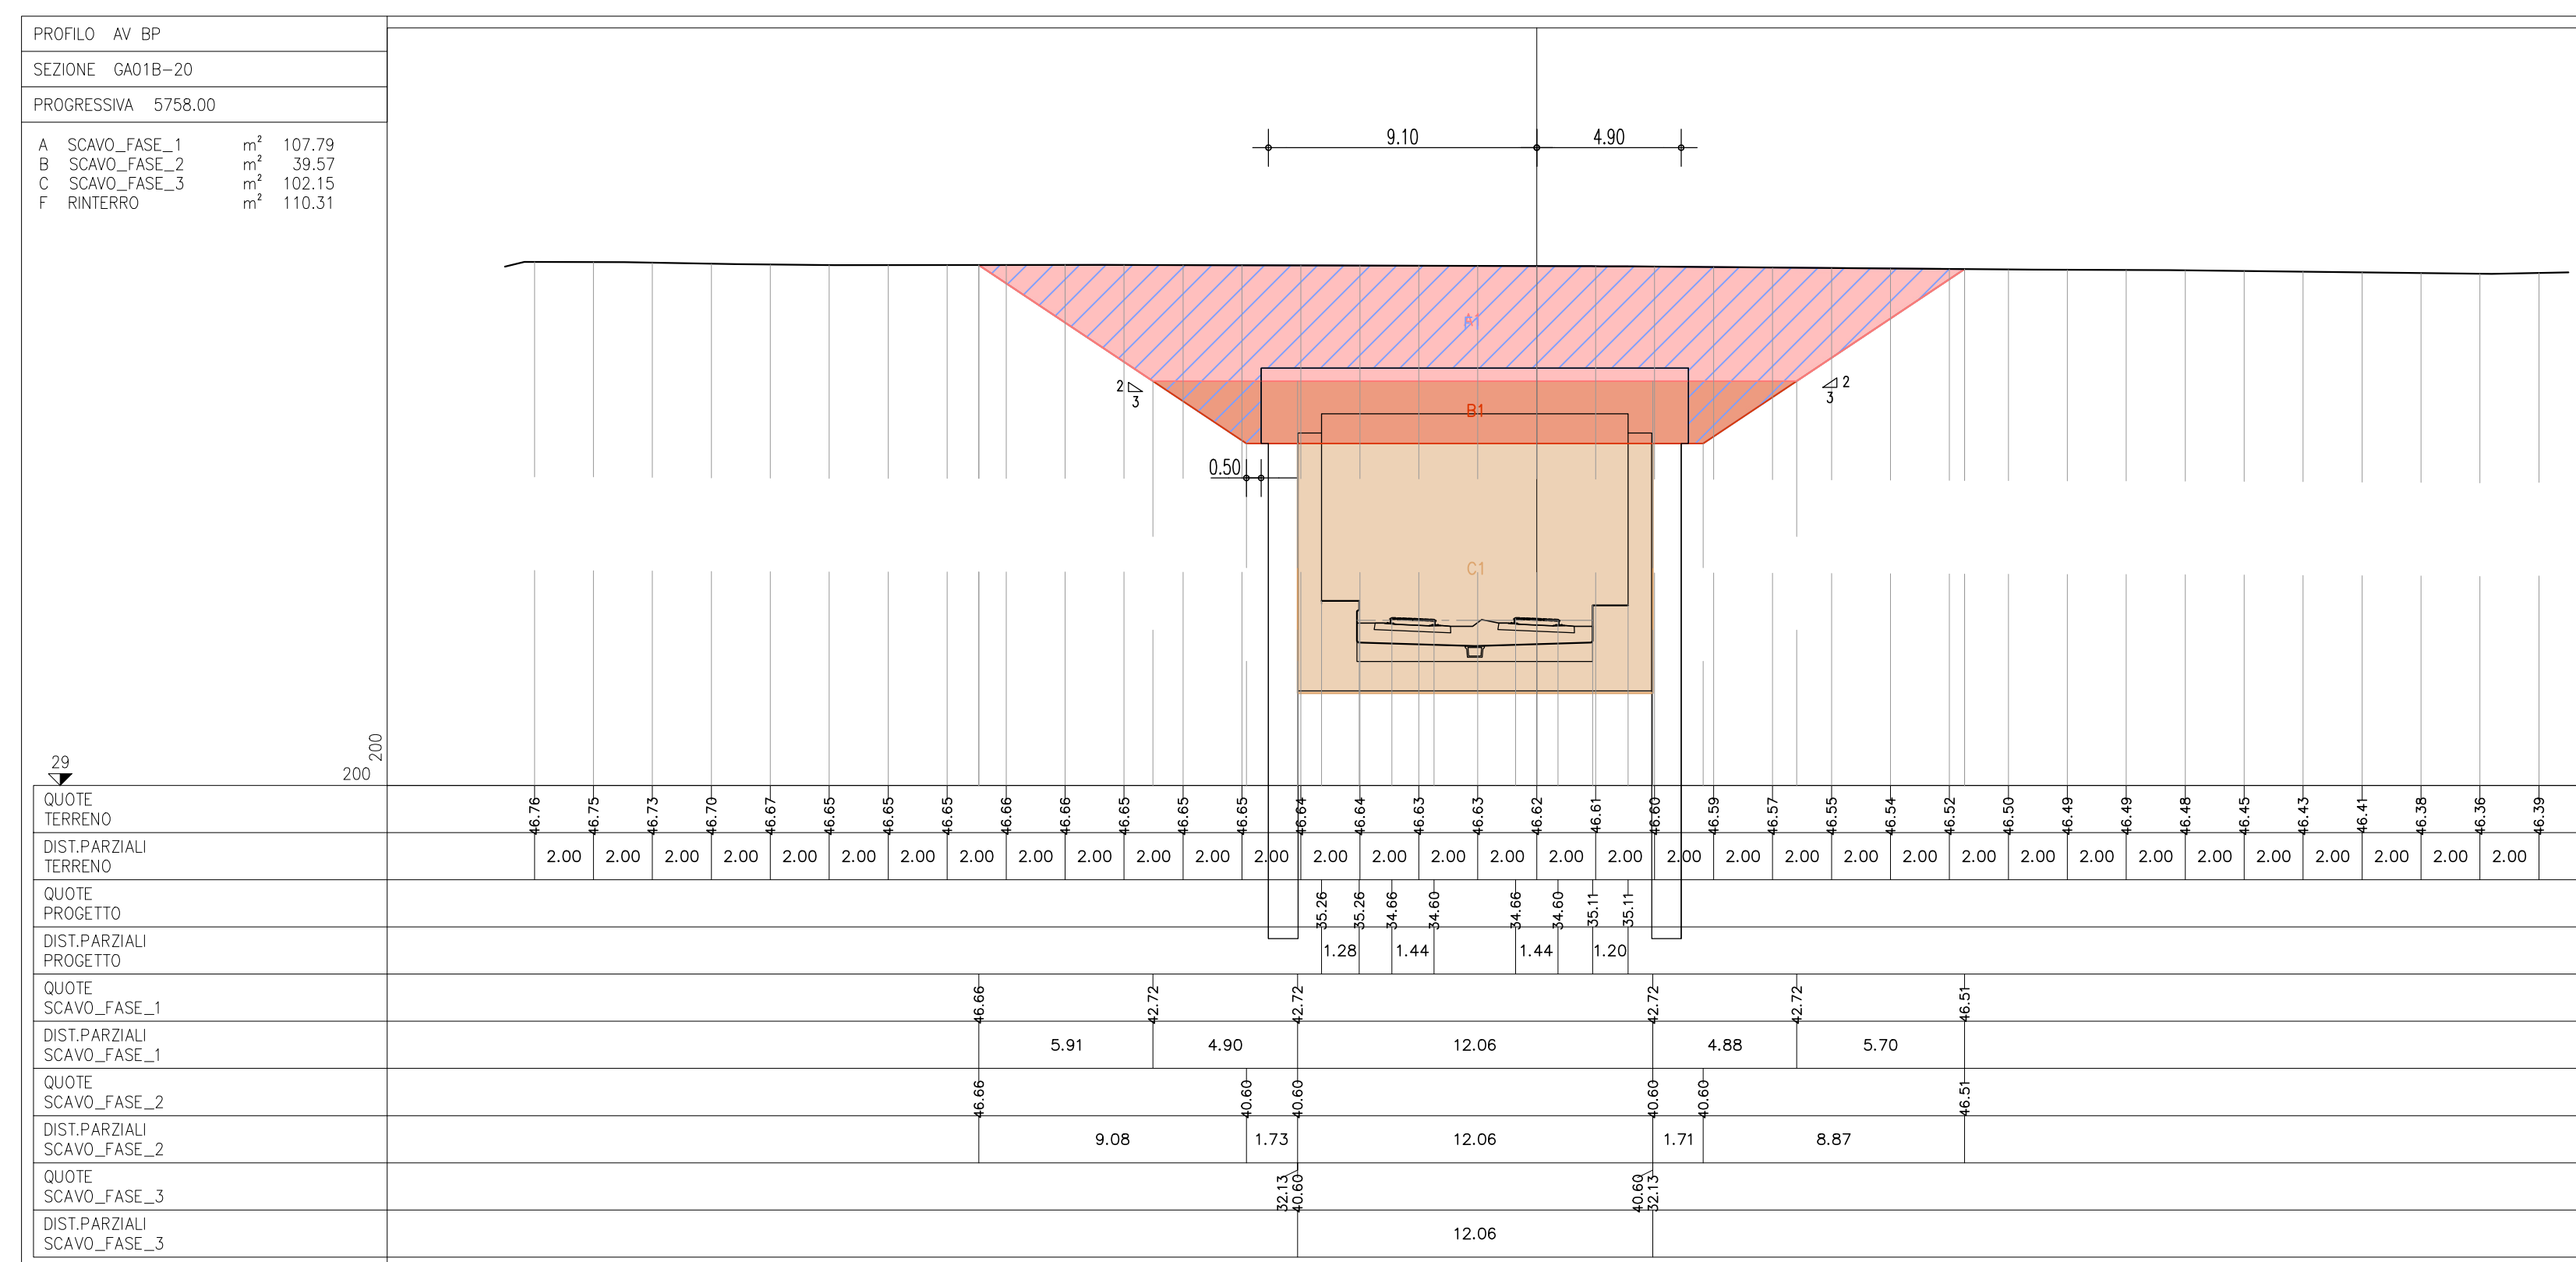 PROFILO AV BP
SEZIONE GA01B-20
PROGRESSIVA 5758.00
A SCAVO_FASE_1 m² 107.79
B SCAVO_FASE_2 m² 39.57
C SCAVO_FASE_3 m² 102.15
F RINTERRO m² 110.31
9.10 4.90
2
3
2
3
B1
0.50
C1
29
200
200
QUOTE
TERRENO
46.76 46.75 46.73 46.70 46.67 46.65 46.65 46.65 46.66 46.66 46.65 46.65 46.65 46.64 46.64 46.63 46.63 46.62 46.61 46.60 46.59 46.57 46.55 46.54 46.52 46.50 46.49 46.49 46.48 46.45 46.43 46.41 46.38 46.36 46.39
DIST.PARZIALI
TERRENO
2.00 2.00 2.00 2.00 2.00 2.00 2.00 2.00 2.00 2.00 2.00 2.00 2.00 2.00 2.00 2.00 2.00 2.00 2.00 2.00 2.00 2.00 2.00 2.00 2.00 2.00 2.00 2.00 2.00 2.00 2.00 2.00 2.00 2.00
QUOTE
PROGETTO
35.26 35.26 34.66 34.60 34.66 34.60 35.11 35.11
DIST.PARZIALI
PROGETTO
1.28 1.44 1.44 1.20
QUOTE
SCAVO_FASE_1
46.66 42.72 42.72 42.72 42.72 46.51
DIST.PARZIALI
SCAVO_FASE_1
5.91 4.90 12.06 4.88 5.70
QUOTE
SCAVO_FASE_2
46.66 40.60 40.60 40.60 40.60 46.51
DIST.PARZIALI
SCAVO_FASE_2
9.08 1.73 12.06 1.71 8.87
QUOTE
SCAVO_FASE_3
32.13 40.60 40.60 32.13
DIST.PARZIALI
SCAVO_FASE_3
12.06